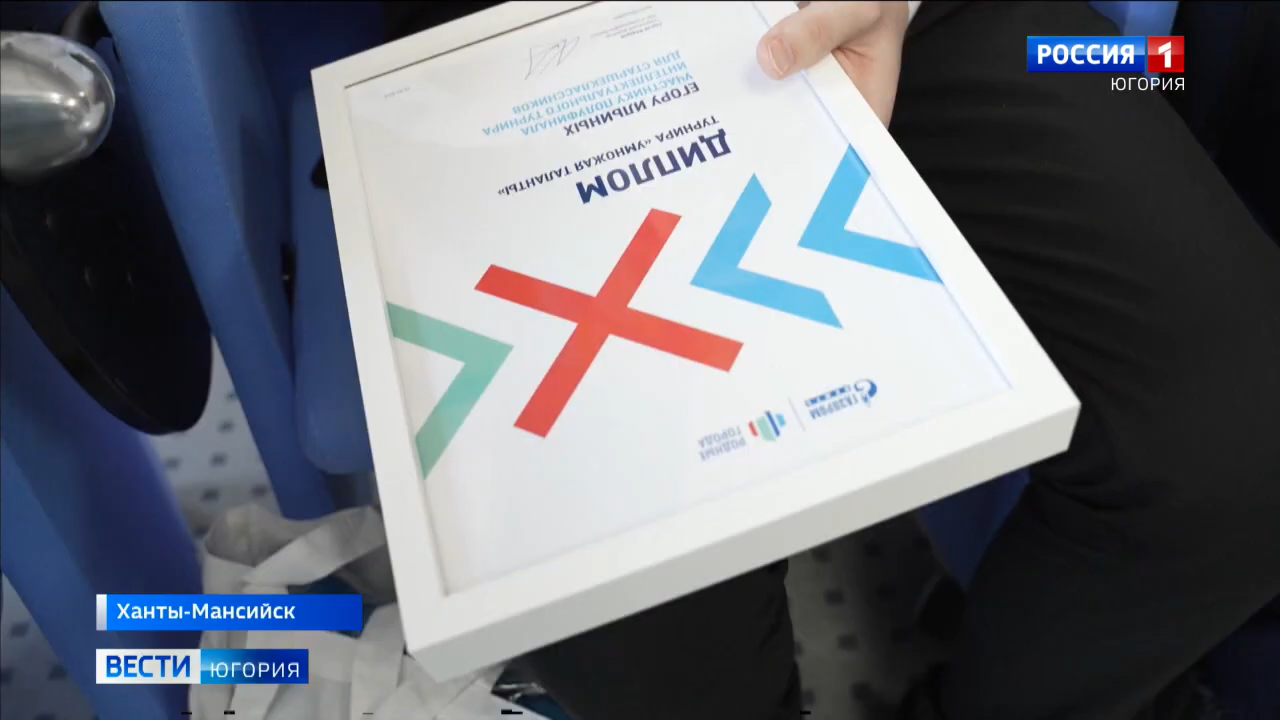 РОССИЯ 1
ЮГОРИЯ
ДИПЛОМ
ТУРНИРА «УМНОЖАЯ ТАЛАНТЫ»
ЕГОРУ ИЛЬИНЫХ
УЧАСТНИКУ ПОЛУФИНАЛА
ИНТЕЛЛЕКТУАЛЬНОГО ТУРНИРА
ДЛЯ СТАРШЕКЛАССНИКОВ
ГАЗПРОМ
РОДНЫЕ
ГОРОДА
Ханты-Мансийск
ВЕСТИ ЮГОРИЯ